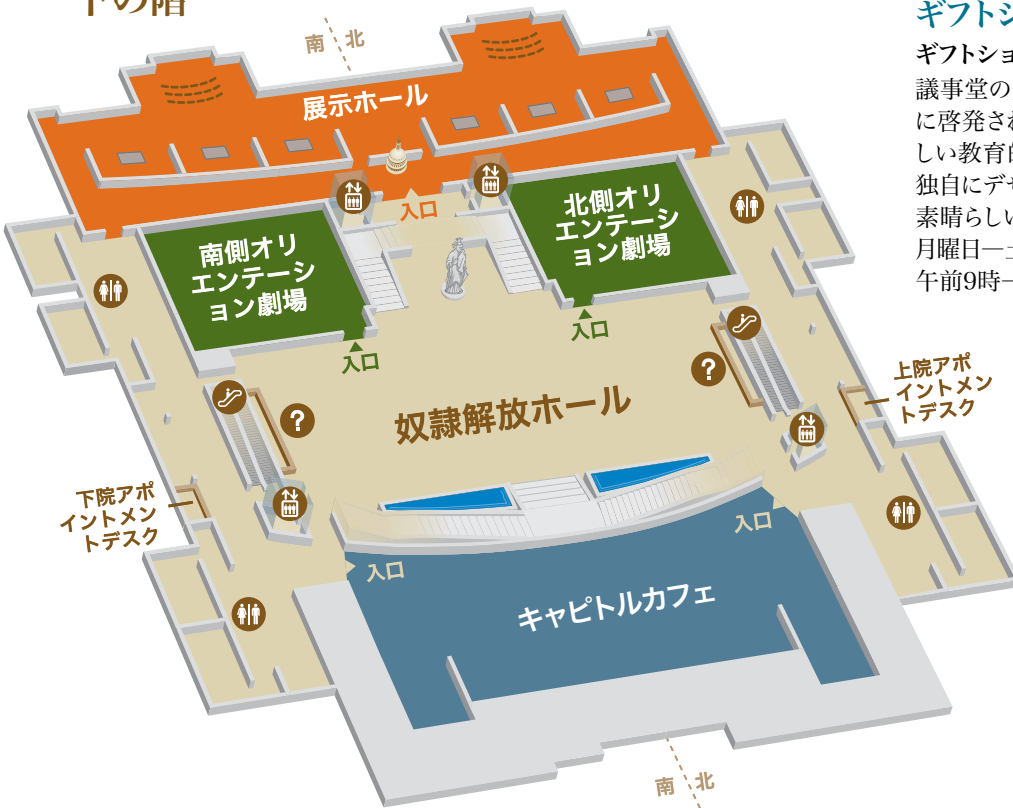 下の階
南 北
展示ホール
入口
南側オリ
エンテーシ
ョン劇場
北側オリ
エンテーシ
ョン劇場
入口
入口
?
?
奴隷解放ホール
上院アポ
イントメン
トデスク
下院アポ
イントメン
トデスク
入口
入口
キャピトルカフェ
南 北
ギフトシ
ギフトショ
議事堂の
に啓発さ
しい教育
独自にデ
素晴らしい
月曜日—
午前9時—